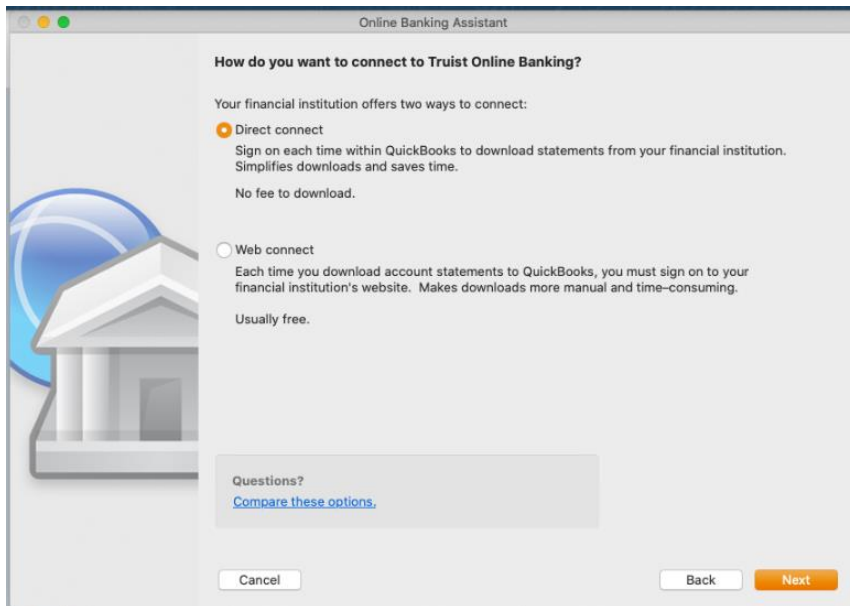 Online Banking Assistant
How do you want to connect to Truist Online Banking?
Your financial institution offers two ways to connect:
Direct connect
Sign on each time within QuickBooks to download statements from your financial institution.
Simplifies downloads and saves time.
No fee to download.
Web connect
Each time you download account statements to QuickBooks, you must sign on to your
financial institution's website.  Makes downloads more manual and time–consuming.
Usually free.
Questions?
Compare these options.
Cancel
Back
Next